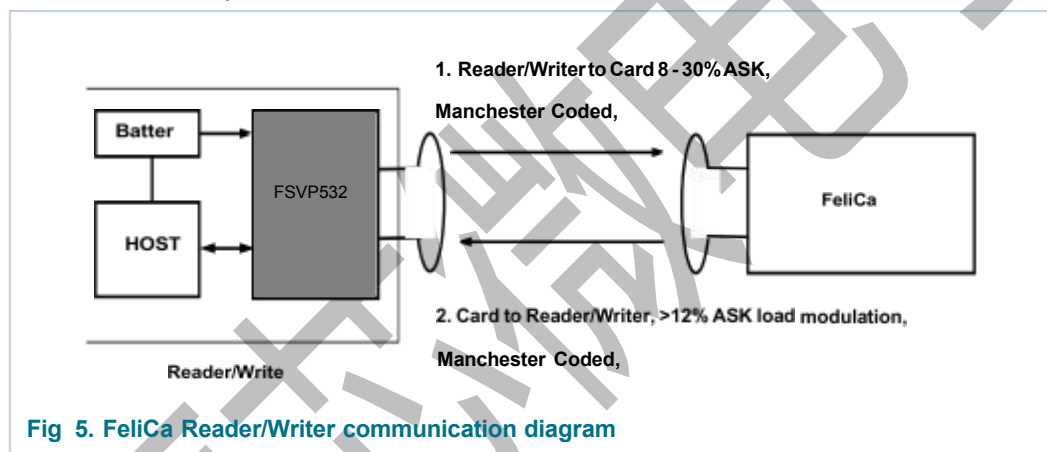 1. Reader/Writer to Card 8 - 30% ASK,
Manchester Coded,
Batter
FSVP532
HOST
FeliCa
2. Card to Reader/Writer, >12% ASK load modulation,
Manchester Coded,
Reader/Write
Fig 5. FeliCa Reader/Writer communication diagram